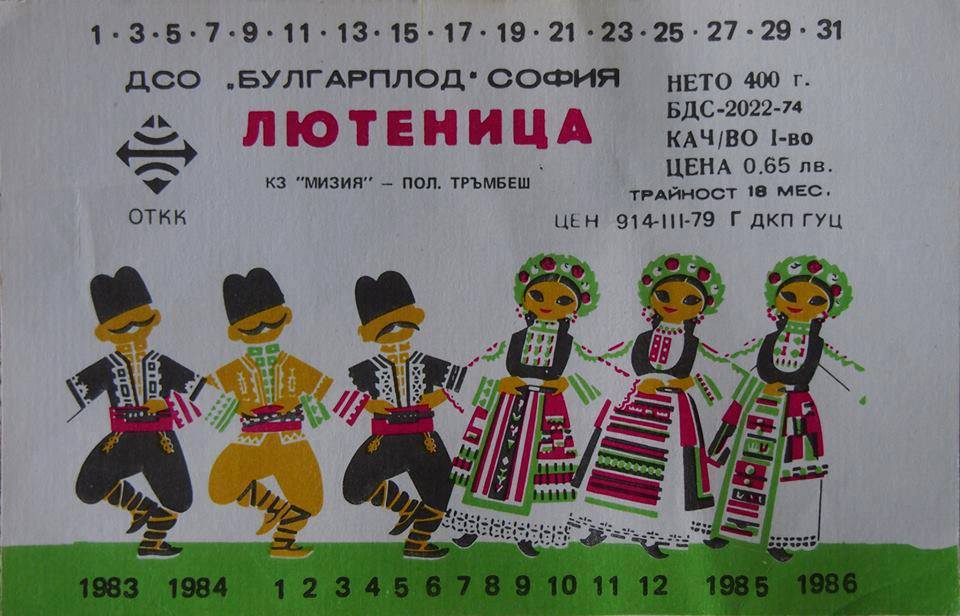 1 · 3 · 5 · 7 · 9 · 11 · 13 · 15 · 17 · 19 · 21 · 23 · 25 · 27 · 29 · 31
ДСО „БУЛГАРПЛОД" СОФИЯ
ЛЮТЕНИЦА
КЗ "МИЗИЯ" – ПОЛ. ТРЪМБЕШ
ОТКК
НЕТО 400 г.
БДС-2022-74
КАЧ/ВО I-во
ЦЕНА 0.65 лв.
ТРАЙНОСТ 18 МЕС.
ЦЕН 914-III-79 Г ДКП ГУЦ
1983 1984 1 2 3 4 5 6 7 8 9 10 11 12 1985 1986